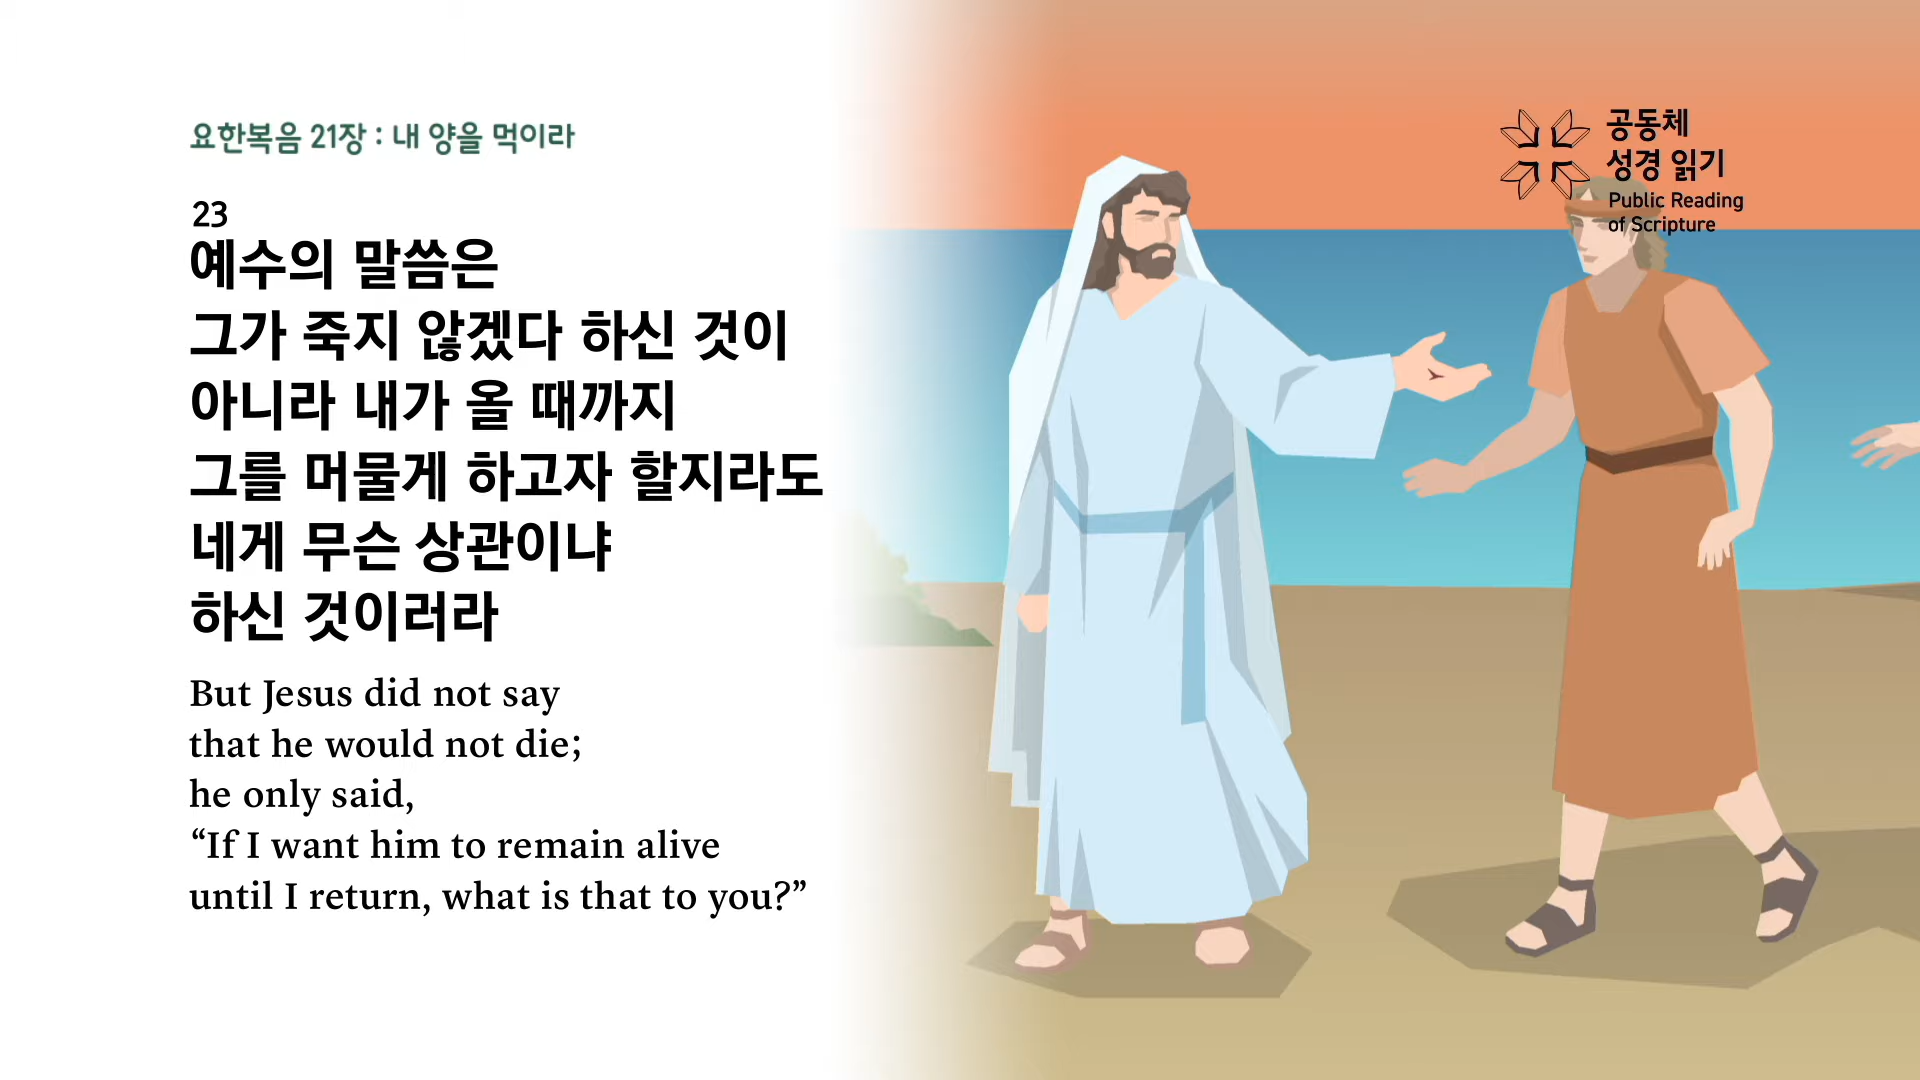 요한복음 21장 : 내 양을 먹이라
23
예수의 말씀은
그가 죽지 않겠다 하신 것이
아니라 내가 올 때까지
그를 머물게 하고자 할지라도
네게 무슨 상관이냐
하신 것이러라
But Jesus did not say
that he would not die;
he only said,
“If I want him to remain alive
until I return, what is that to you?”
공동체
성경 읽기
Public Reading
of Scripture